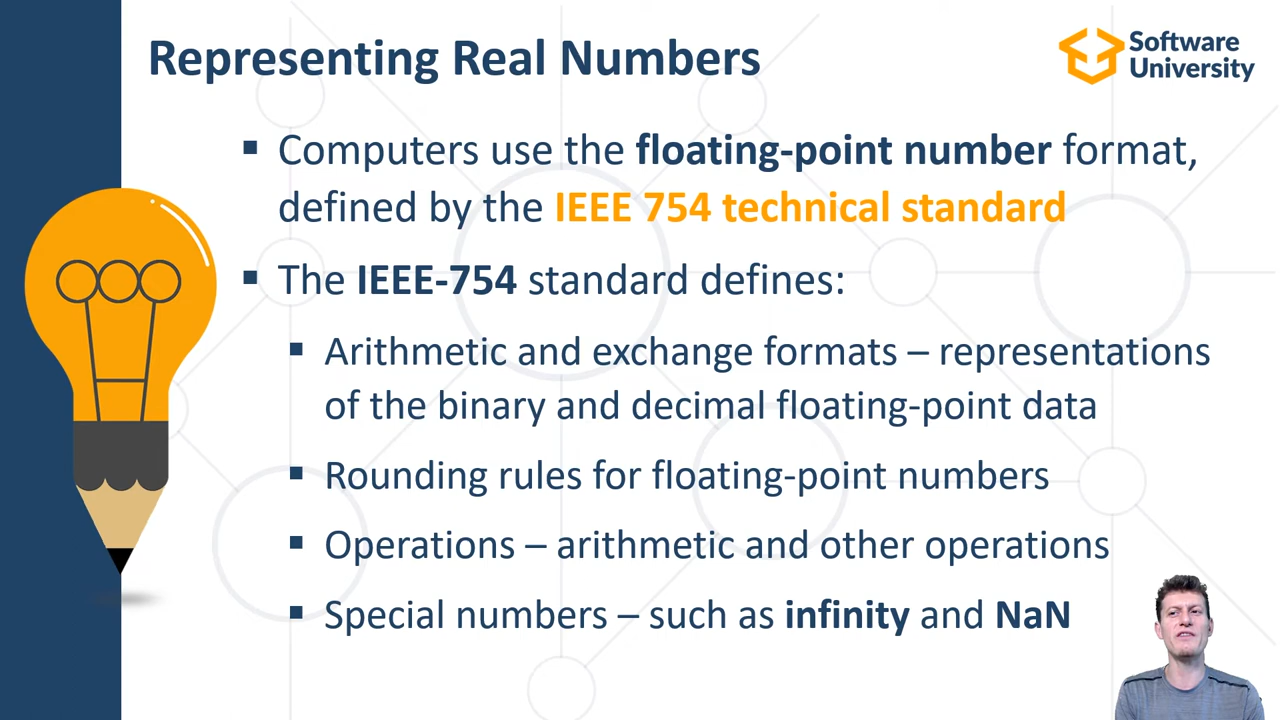 Representing Real Numbers
Software
University
▪ Computers use the floating-point number format,
defined by the IEEE 754 technical standard
▪ The IEEE-754 standard defines:
▪ Arithmetic and exchange formats – representations
of the binary and decimal floating-point data
▪ Rounding rules for floating-point numbers
▪ Operations – arithmetic and other operations
▪ Special numbers – such as infinity and NaN